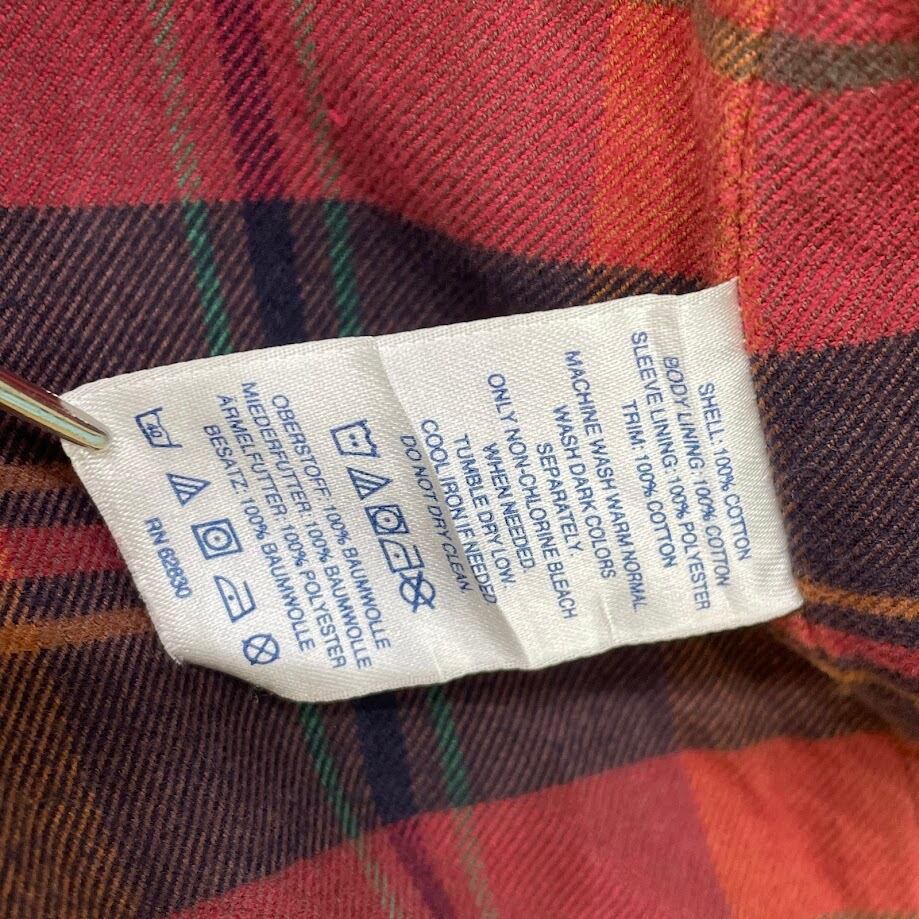 SHELL: 100% COTTON
BODY LINING: 100% COTTON
SLEEVE LINING: 100% POLYESTER
TRIM: 100% COTTON
MACHINE WASH WARM NORMAL
WASH DARK COLORS
SEPARATELY.
ONLY NON-CHLORINE BLEACH
WHEN NEEDED
TUMBLE DRY LOW.
COOL IRON IF NEEDED
DO NOT DRY CLEAN.
OBERSTOFF: 100% BAUMWOLLE
MIEDERFUTTER: 100% BAUMWOLLE
ARMELFUTTER: 100% POLYESTER
BESATZ: 100% BAUMWOLLE
40
RN 62830